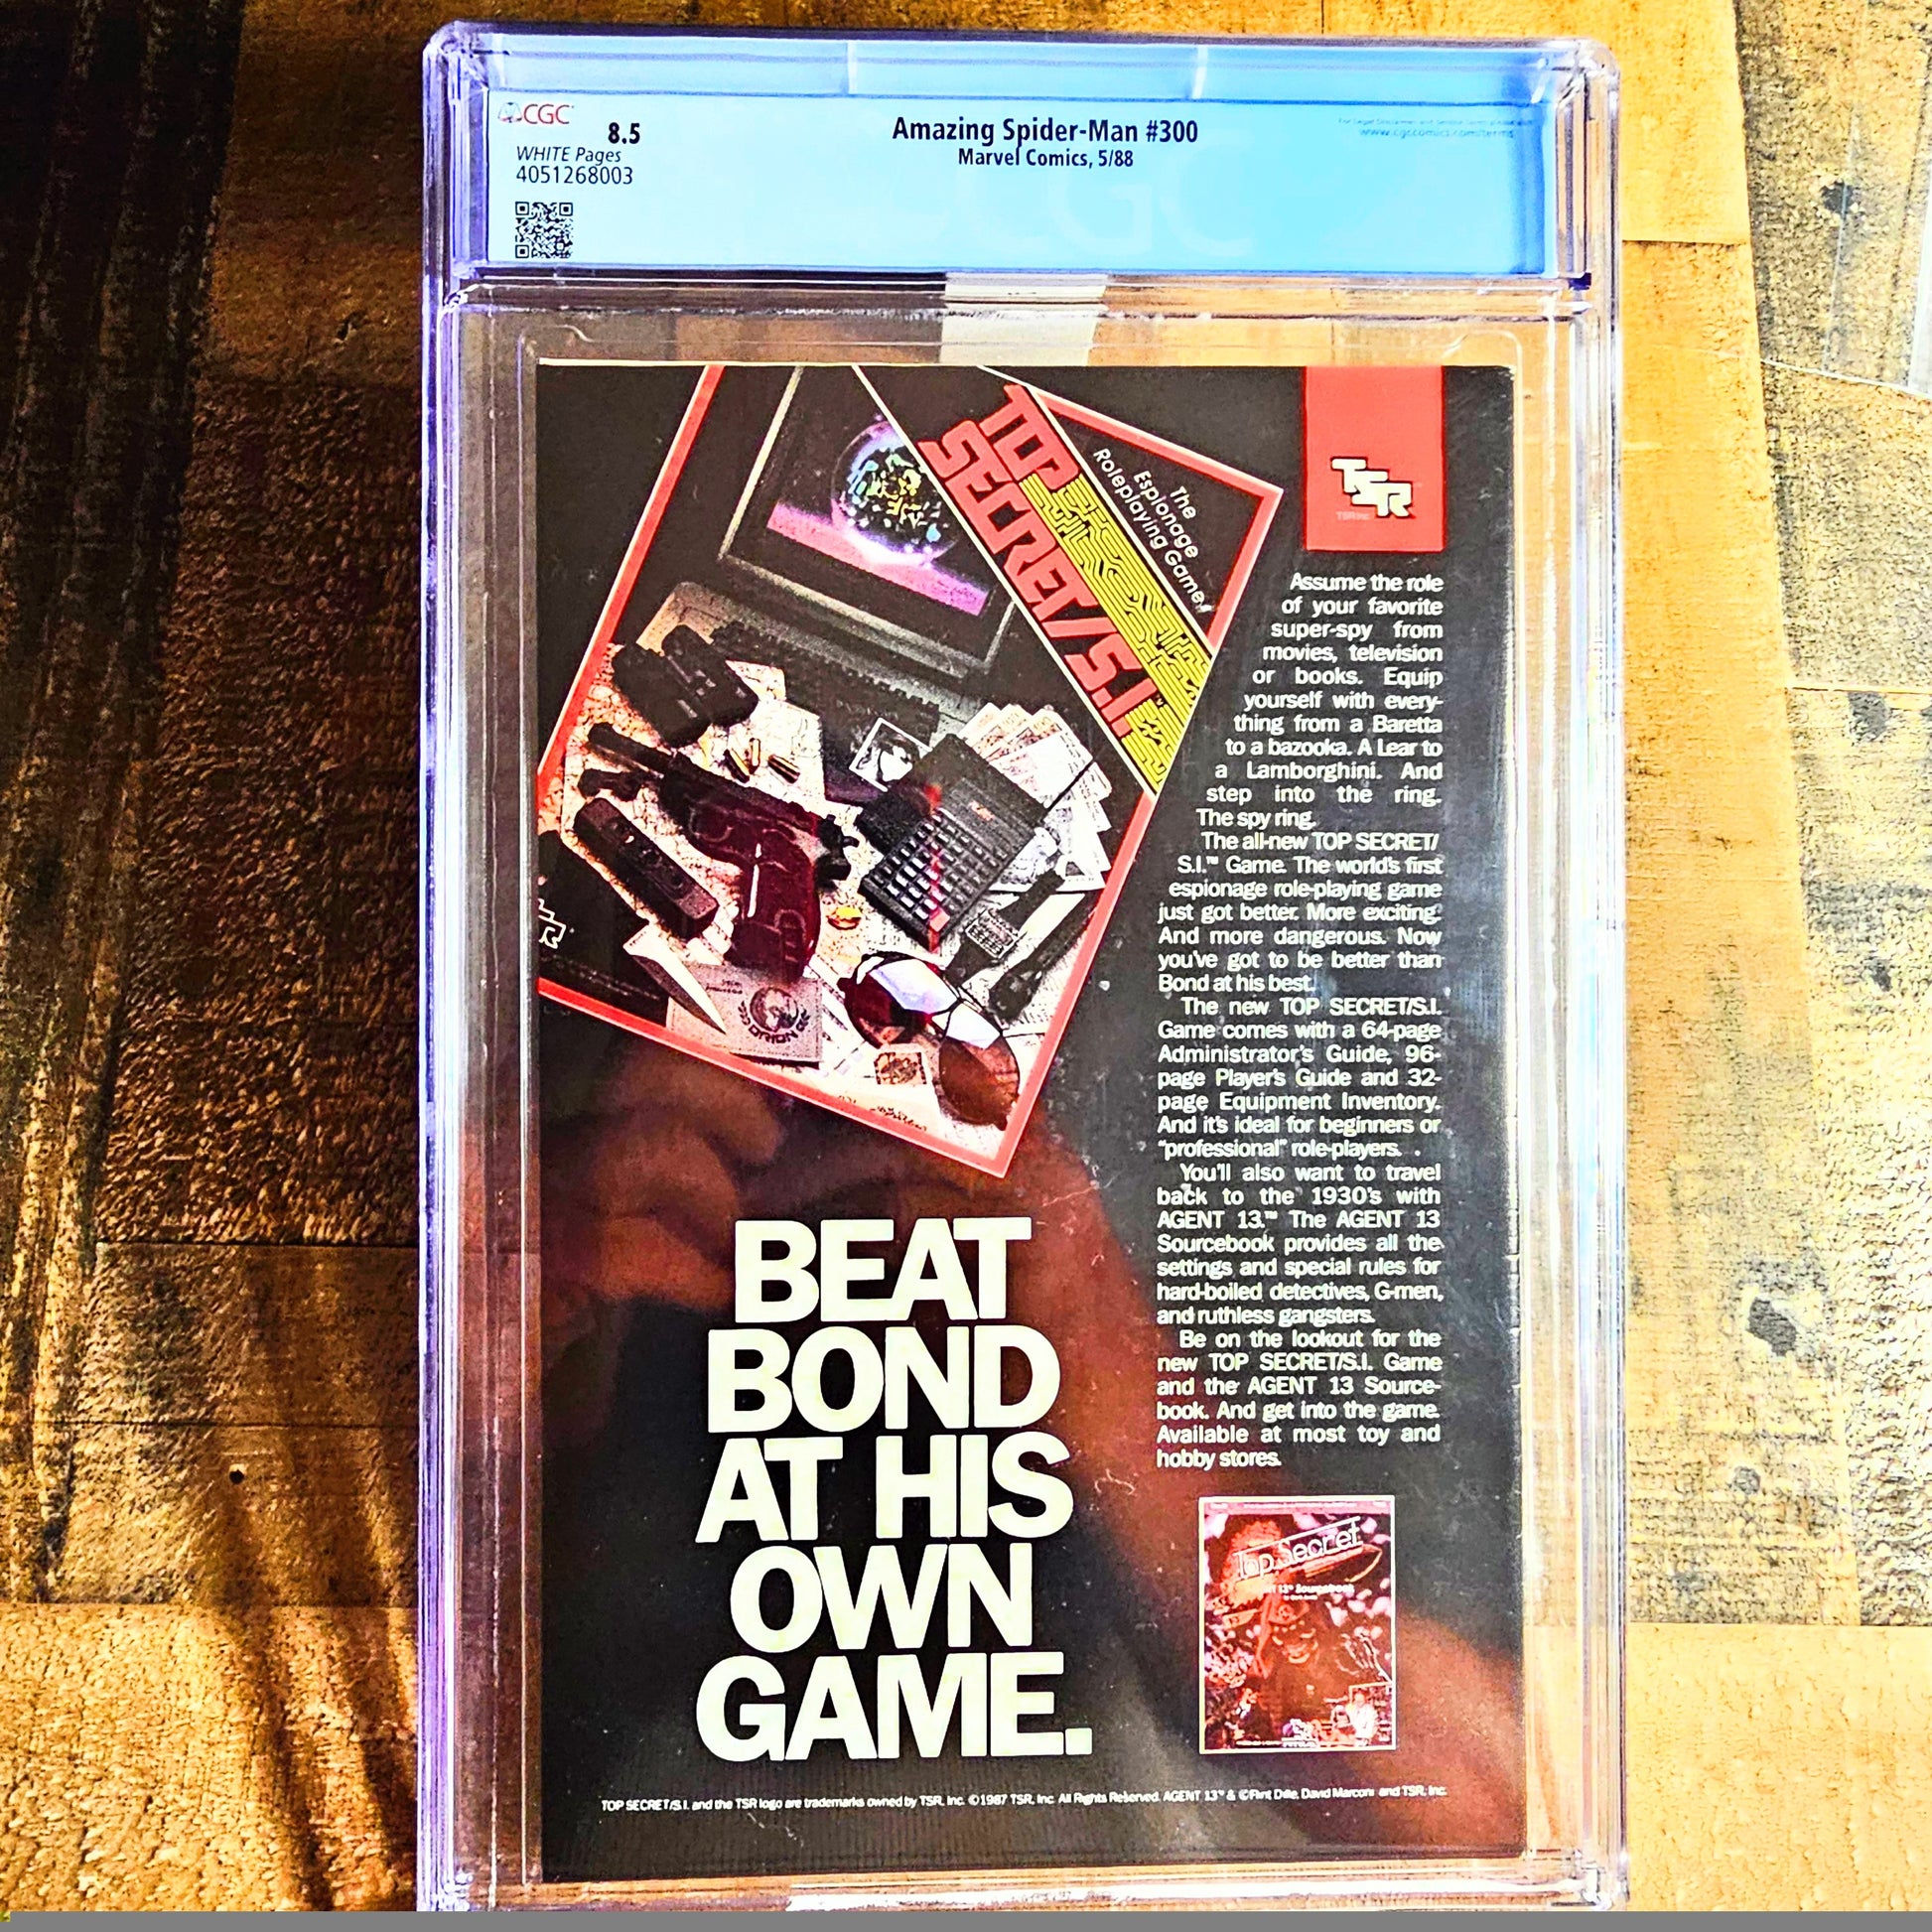 CGC
8.5
WHITE Pages
4051268003
Amazing Spider-Man #300
Marvel Comics, 5/88
www.cgccomics.com/terms
TOP
SECRET/S.I.
The
Espionage
Roleplaying Game
TSR
Assume the role
of your favorite
super-spy from
movies, television
or books. Equip
yourself with every-
thing from a Baretta
to a bazooka. A Lear to
a Lamborghini. And
step into the ring.
The spy ring.
The all-new TOP SECRET/
S.I.™ Game. The world's first
espionage role-playing game
just got better. More exciting.
And more dangerous. Now
you've got to be better than
Bond at his best.
The new TOP SECRET/S.I.
Game comes with a 64-page
Administrator's Guide, 96-
page Player's Guide and 32-
page Equipment Inventory.
And it's ideal for beginners or
"professional" role-players.
You'll also want to travel
back to the 1930's with
AGENT 13.™ The AGENT 13
Sourcebook provides all the
settings and special rules for
hard-boiled detectives, G-men,
and ruthless gangsters.
Be on the lookout for the
new TOP SECRET/S.I. Game
and the AGENT 13 Source-
book. And get into the game.
Available at most toy and
hobby stores.
ORION
BEAT
BOND
AT HIS
OWN
GAME.
Top Secret
TOP SECRET/S.I. and the TSR logo are trademarks owned by TSR, Inc. ©1987 TSR, Inc. All Rights Reserved. AGENT 13™ & ©Flint Dille, David Marconi and TSR, Inc.